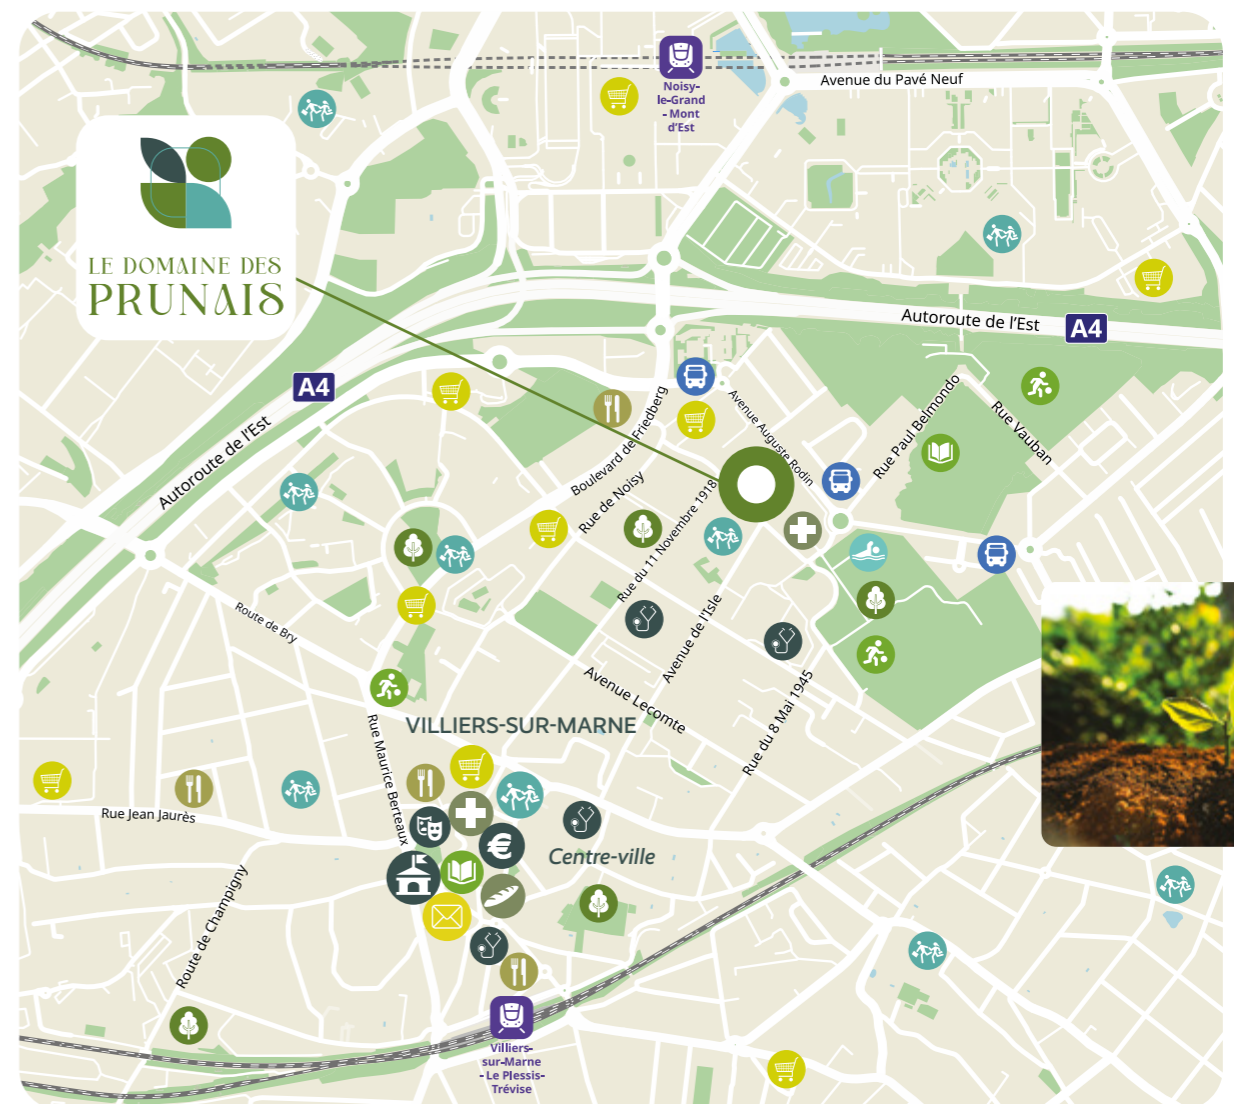 Noisy-
le-Grand
- Mont
d'Est
Avenue du Pavé Neuf
LE DOMAINE DES
PRUNAIS
Autoroute de l'Est
A4
A4
Autoroute de l'Est
Boulevard de Friedberg
Avenue Auguste Rodin
Rue Paul Belmondo
Rue Vauban
Rue de Noisy
Rue du 11 Novembre 1918
Route de Bry
Avenue de l'Isle
Avenue Lecomte
Rue du 8 Mai 1945
VILLIERS-SUR-MARNE
Rue Maurice Berteaux
Rue Jean Jaurès
€
Centre-ville
Route de Champigny
Villiers-
sur-Marne
- Le Plessis-
Trévise